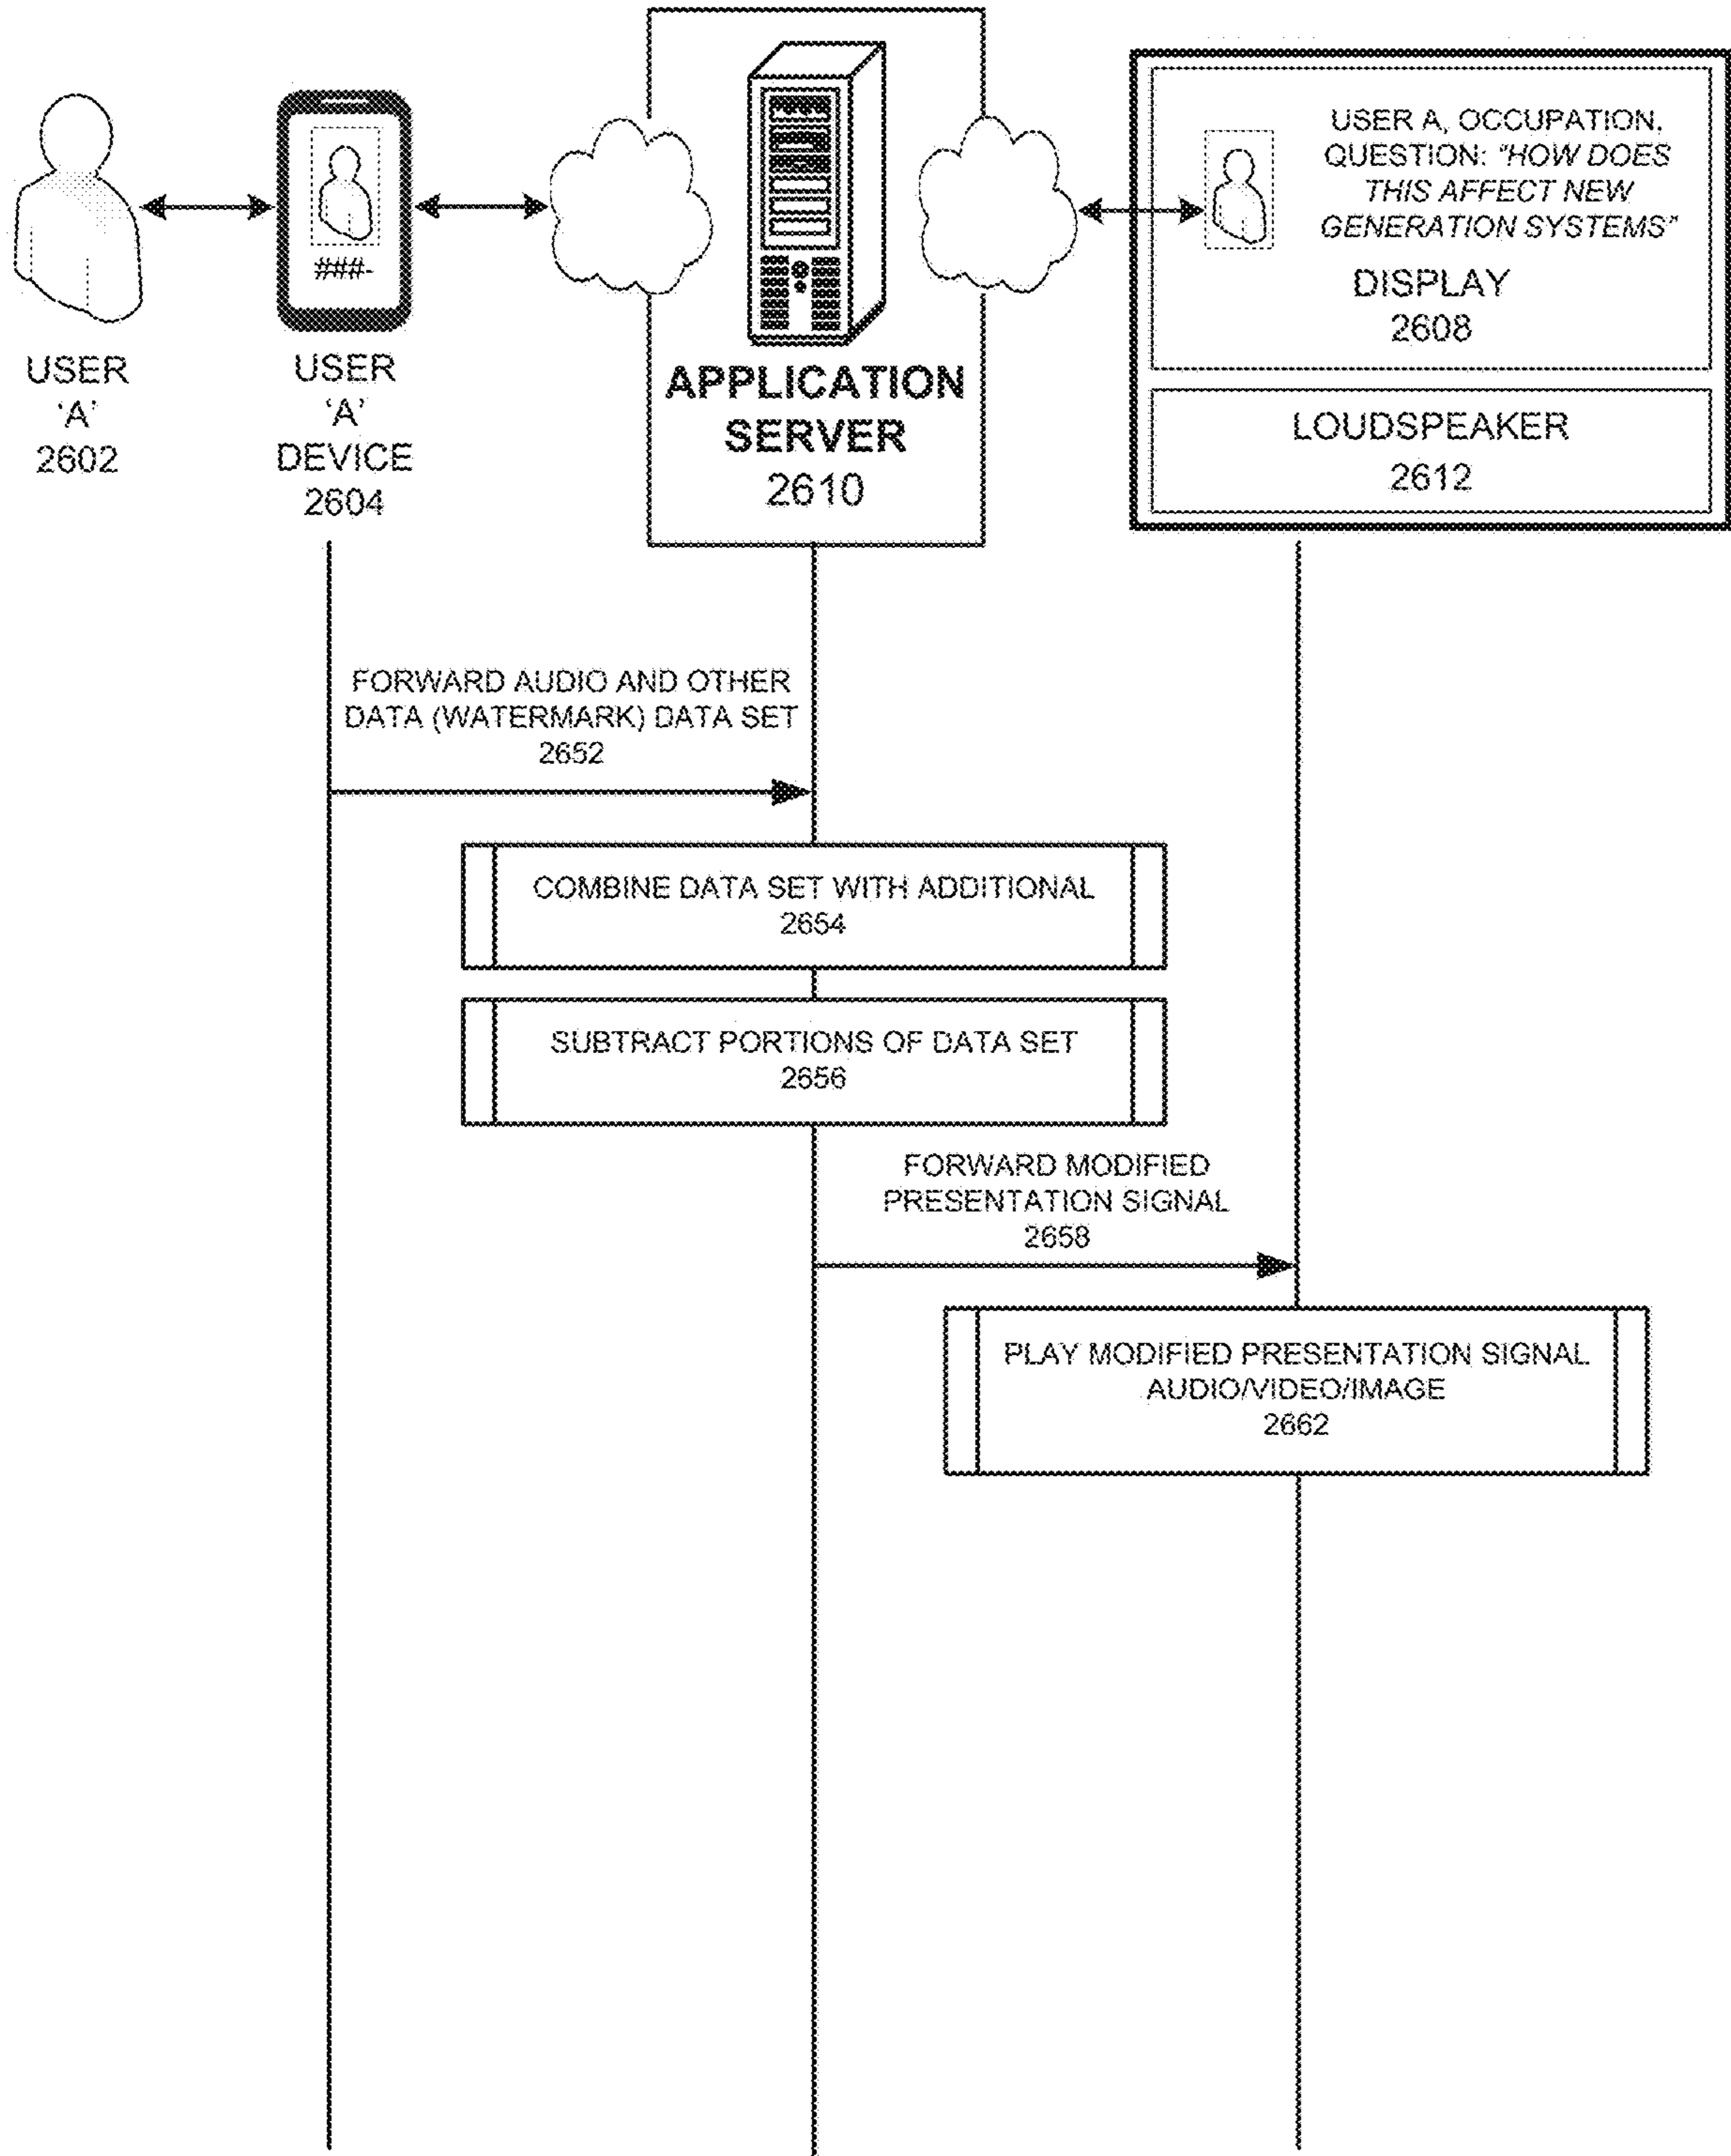 USER
'A'
2602
###-
USER
'A'
DEVICE
2604
APPLICATION
SERVER
2610
USER A, OCCUPATION.
QUESTION: "HOW DOES
THIS AFFECT NEW
GENERATION SYSTEMS"
DISPLAY
2608
LOUDSPEAKER
2612
FORWARD AUDIO AND OTHER
DATA (WATERMARK) DATA SET
2652
COMBINE DATA SET WITH ADDITIONAL
2654
SUBTRACT PORTIONS OF DATA SET
2656
FORWARD MODIFIED
PRESENTATION SIGNAL
2658
PLAY MODIFIED PRESENTATION SIGNAL
AUDIO/VIDEO/IMAGE
2662